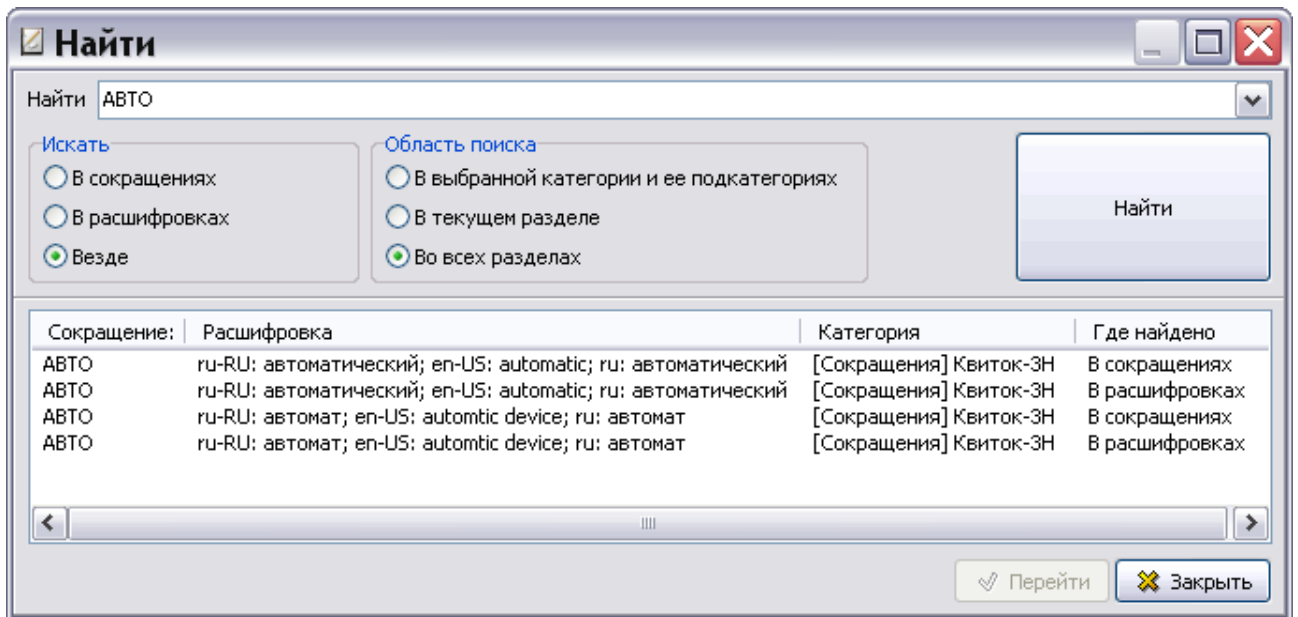 Найти
Найти АВТО
Искать Область поиска
В сокращениях В выбранной категории и ее подкатегориях
В расшифровках В текущем разделе Найти
Везде Во всех разделах
Сокращение: Расшифровка Категория Где найдено
АВТО ru-RU: автоматический; en-US: automatic; ru: автоматический [Сокращения] Квиток-ЗН В сокращениях
АВТО ru-RU: автоматический; en-US: automatic; ru: автоматический [Сокращения] Квиток-ЗН В расшифровках
АВТО ru-RU: автомат; en-US: automtic device; ru: автомат [Сокращения] Квиток-ЗН В сокращениях
АВТО ru-RU: автомат; en-US: automtic device; ru: автомат [Сокращения] Квиток-ЗН В расшифровках
Перейти Закрыть